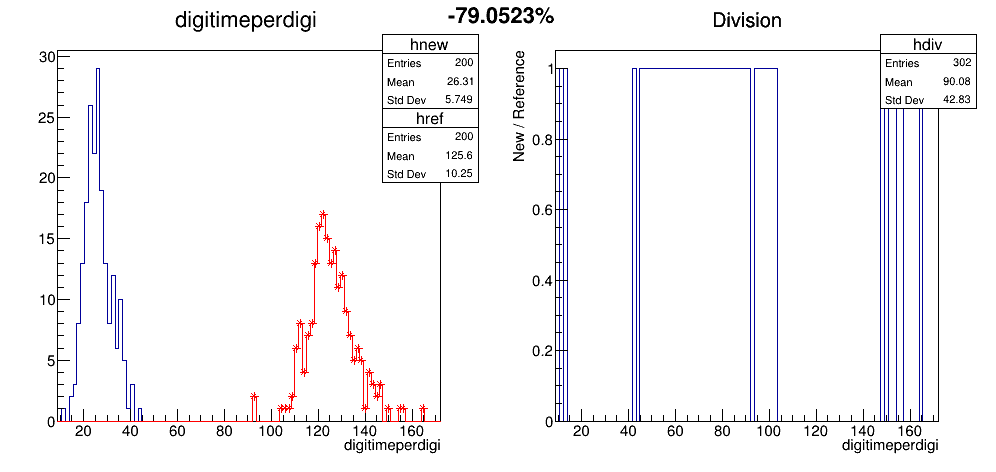 digitimeperdigi
-79.0523%
Division
hnew
Entries 200
Mean 26.31
Std Dev 5.749
href
Entries 200
Mean 125.6
Std Dev 10.25
30
25
20
15
10
5
0
20 40 60 80 100 120 140 160
digitimeperdigi
hdiv
Entries 302
Mean 90.08
Std Dev 42.83
New / Reference
1
0.8
0.6
0.4
0.2
0
20 40 60 80 100 120 140 160
digitimeperdigi